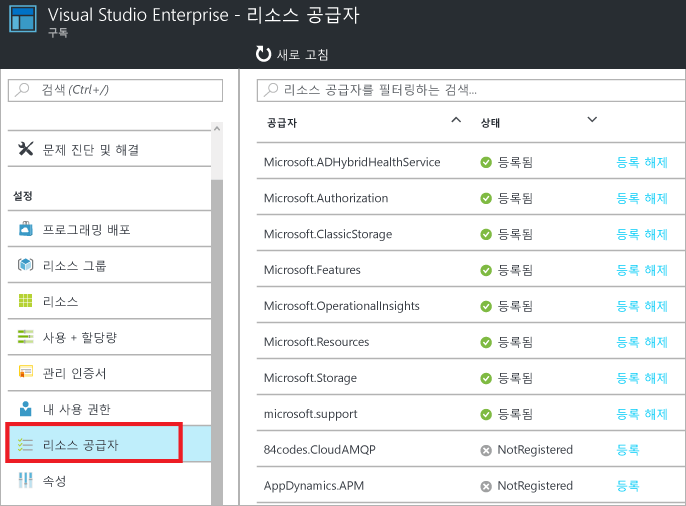 Visual Studio Enterprise - 리소스 공급자
구독
새로 고침
검색 (Ctrl+/)
문제 진단 및 해결
설정
프로그래밍 배포
리소스 그룹
리소스
사용 + 할당량
관리 인증서
내 사용 권한
리소스 공급자
속성
리소스 공급자를 필터링하는 검색...
공급자 상태
Microsoft.ADHybridHealthService 등록됨 등록 해제
Microsoft.Authorization 등록됨 등록 해제
Microsoft.ClassicStorage 등록됨 등록 해제
Microsoft.Features 등록됨 등록 해제
Microsoft.OperationalInsights 등록됨 등록 해제
Microsoft.Resources 등록됨 등록 해제
Microsoft.Storage 등록됨 등록 해제
microsoft.support 등록됨 등록 해제
84codes.CloudAMQP NotRegistered 등록
AppDynamics.APM NotRegistered 등록